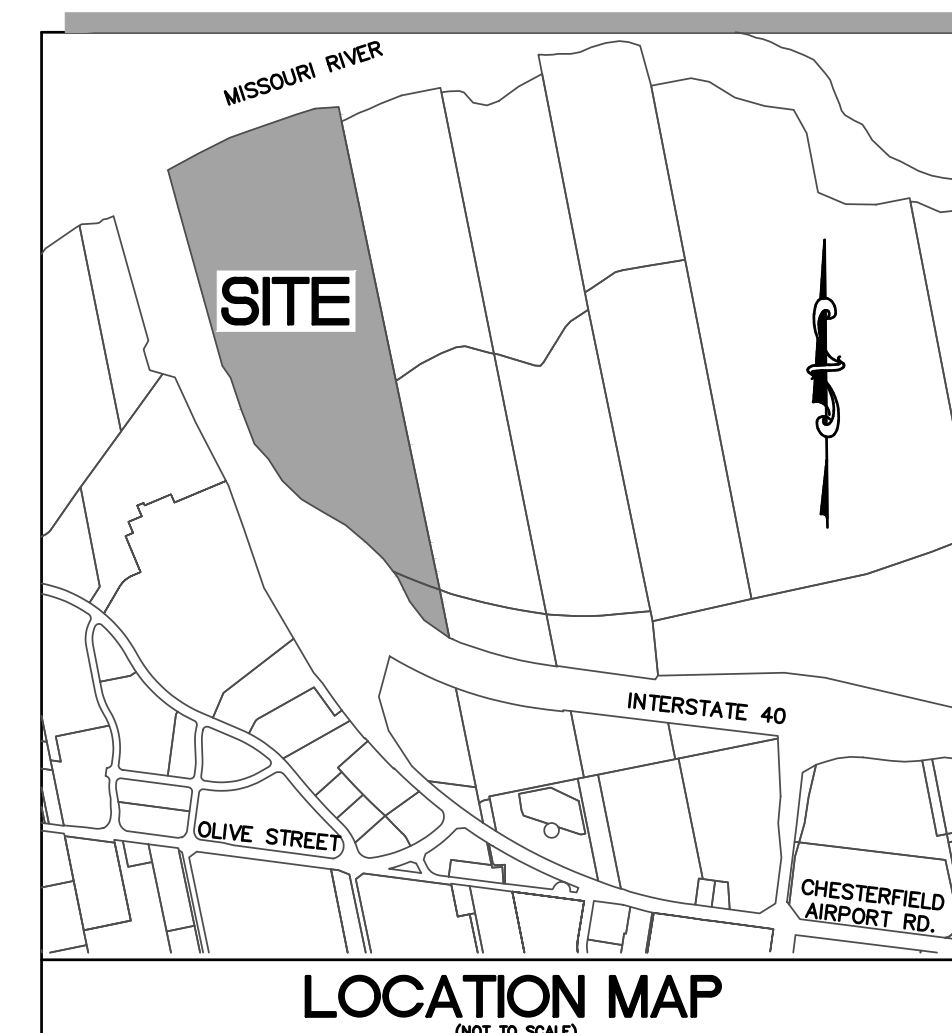 MISSOURI RIVER
SITE
INTERSTATE 40
OLIVE STREET
CHESTERFIELD
AIRPORT RD.
LOCATION MAP
(NOT TO SCALE)